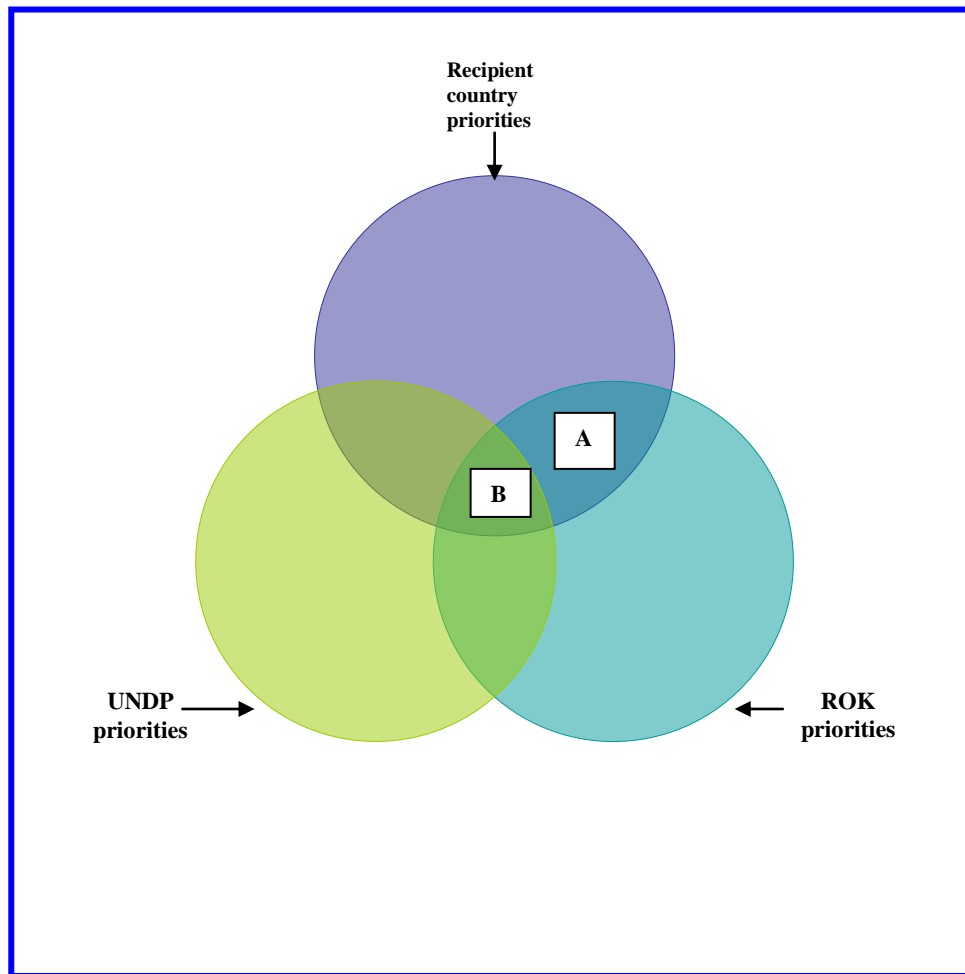 Recipient
country
priorities
A
B
UNDP
priorities
ROK
priorities